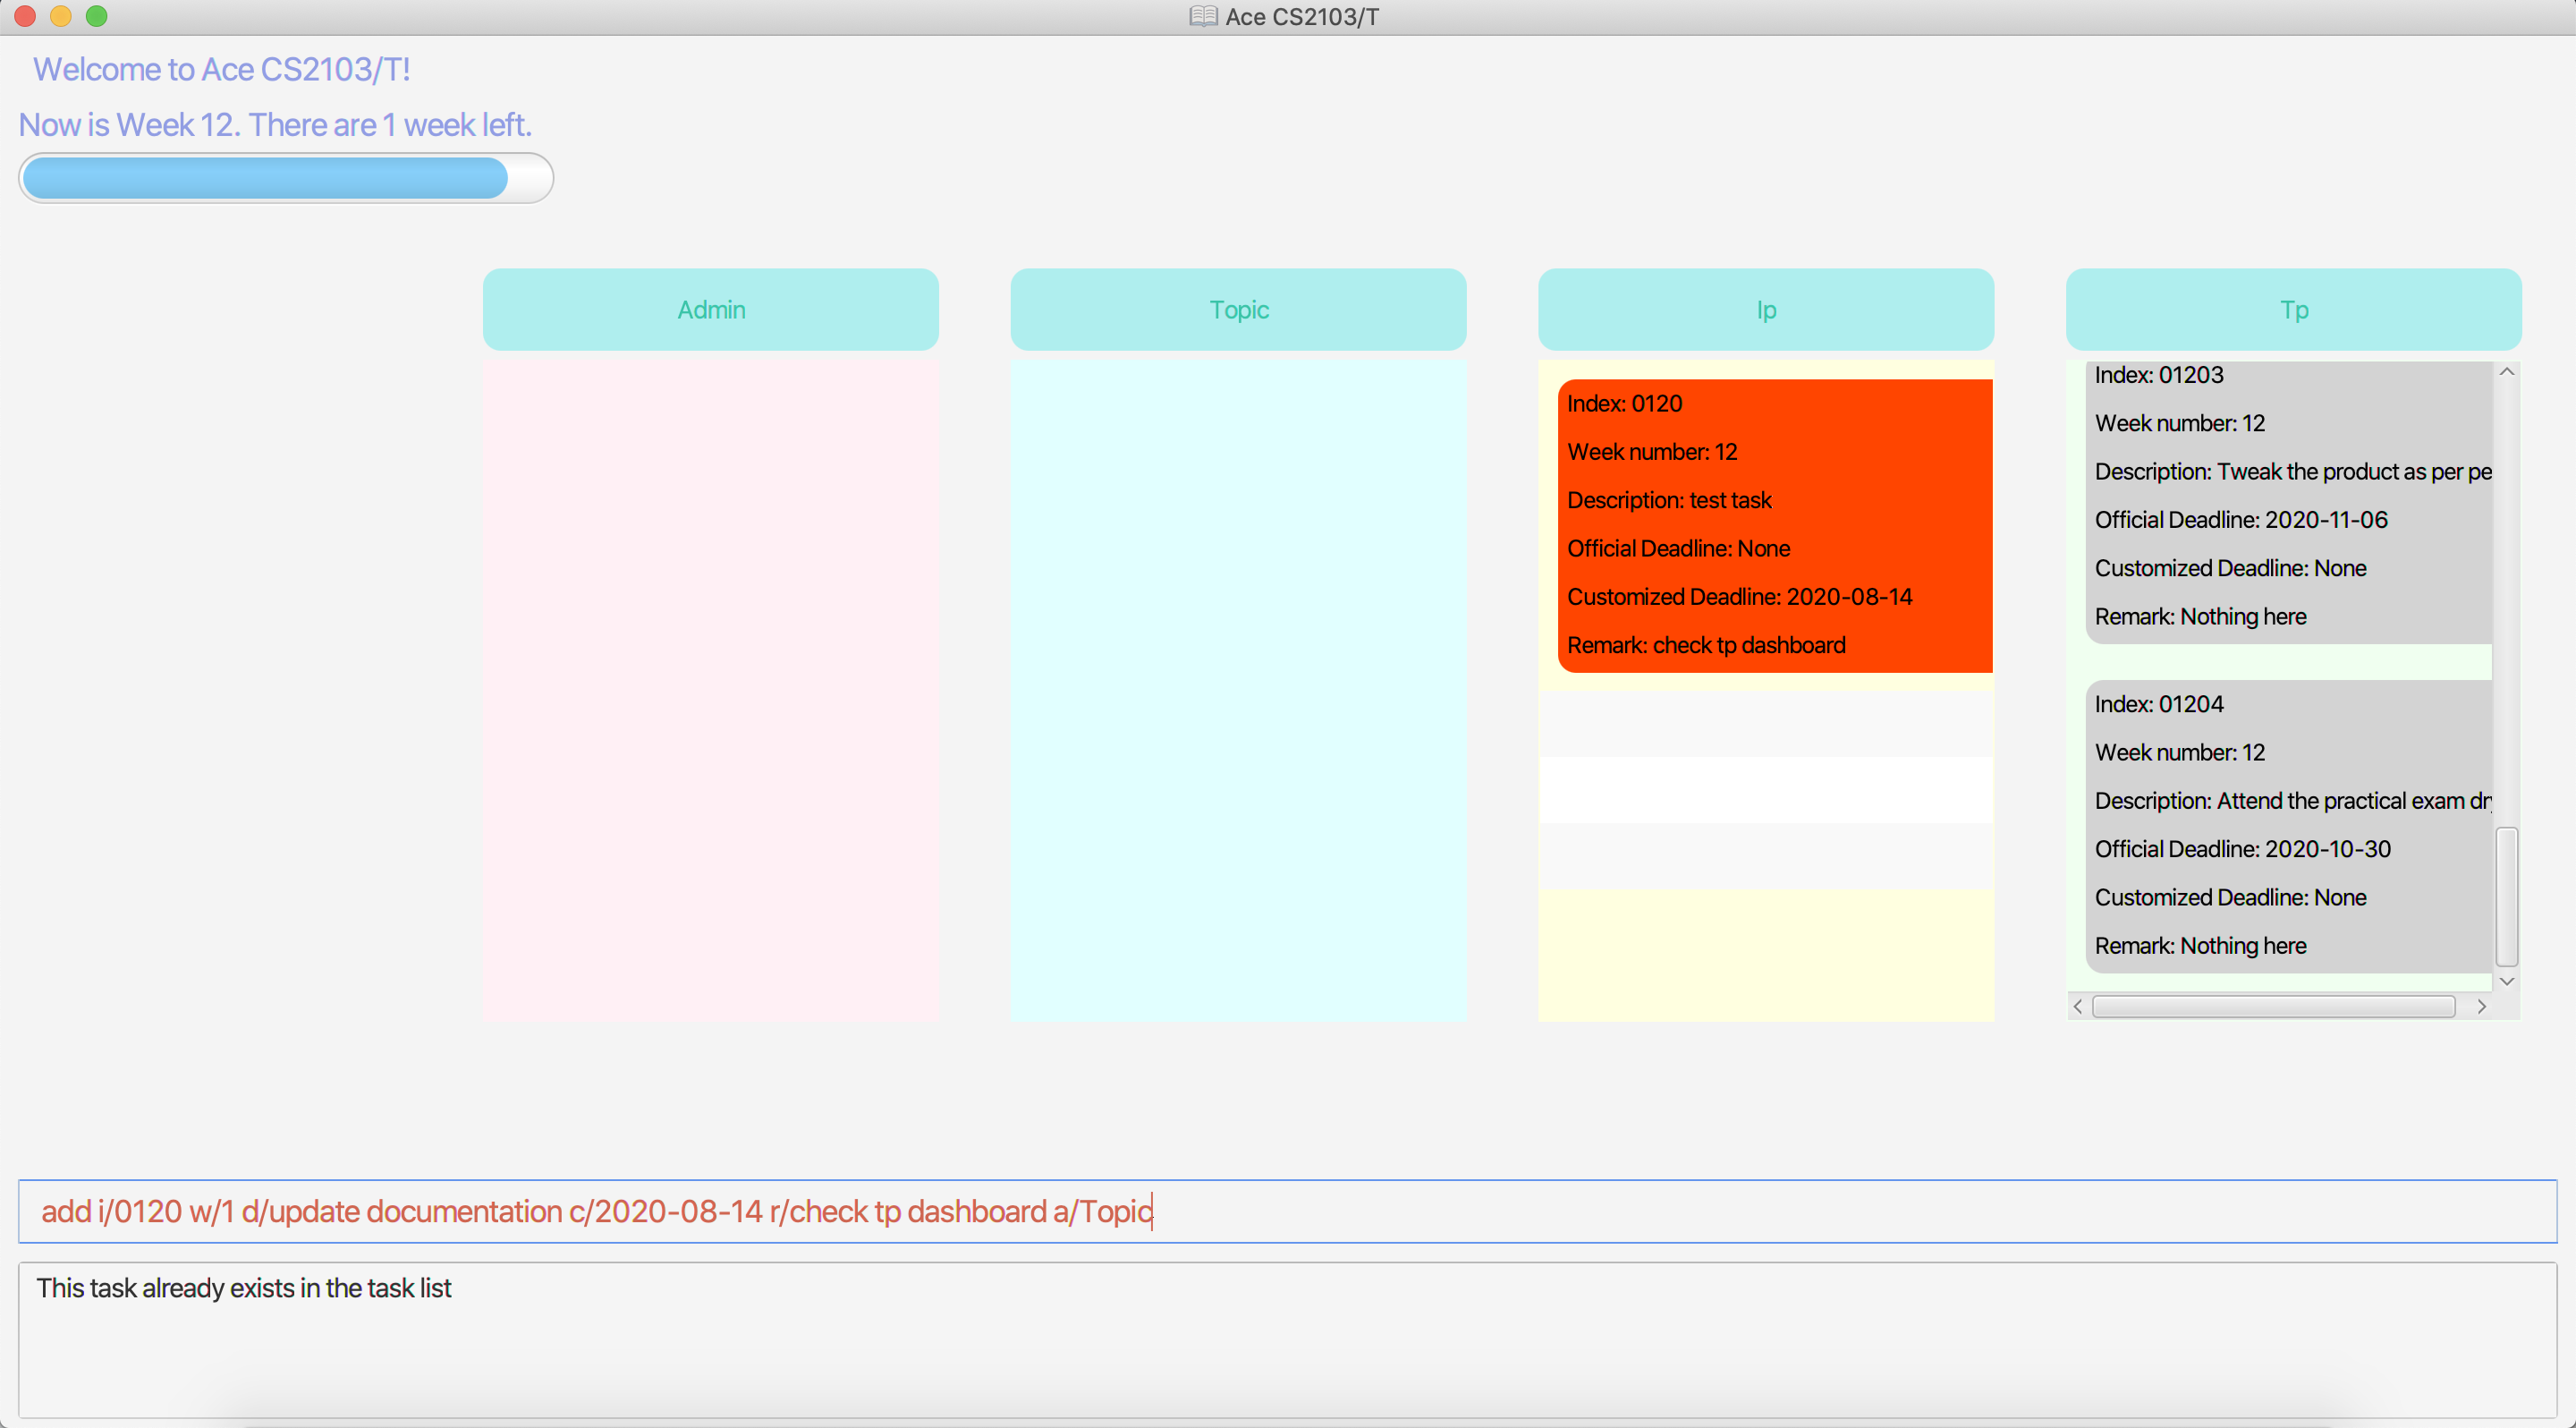 Ace CS2103/T
Welcome to Ace CS2103/T!
Now is Week 12. There are 1 week left.
Admin
Topic
Ip
Tp
Index: 0120
Week number: 12
Description: test task
Official Deadline: None
Customized Deadline: 2020-08-14
Remark: check tp dashboard
Index: 01203
Week number: 12
Description: Tweak the product as per pe
Official Deadline: 2020-11-06
Customized Deadline: None
Remark: Nothing here
Index: 01204
Week number: 12
Description: Attend the practical exam dr
Official Deadline: 2020-10-30
Customized Deadline: None
Remark: Nothing here
add i/0120 w/1 d/update documentation c/2020-08-14 r/check tp dashboard a/Topic
This task already exists in the task list